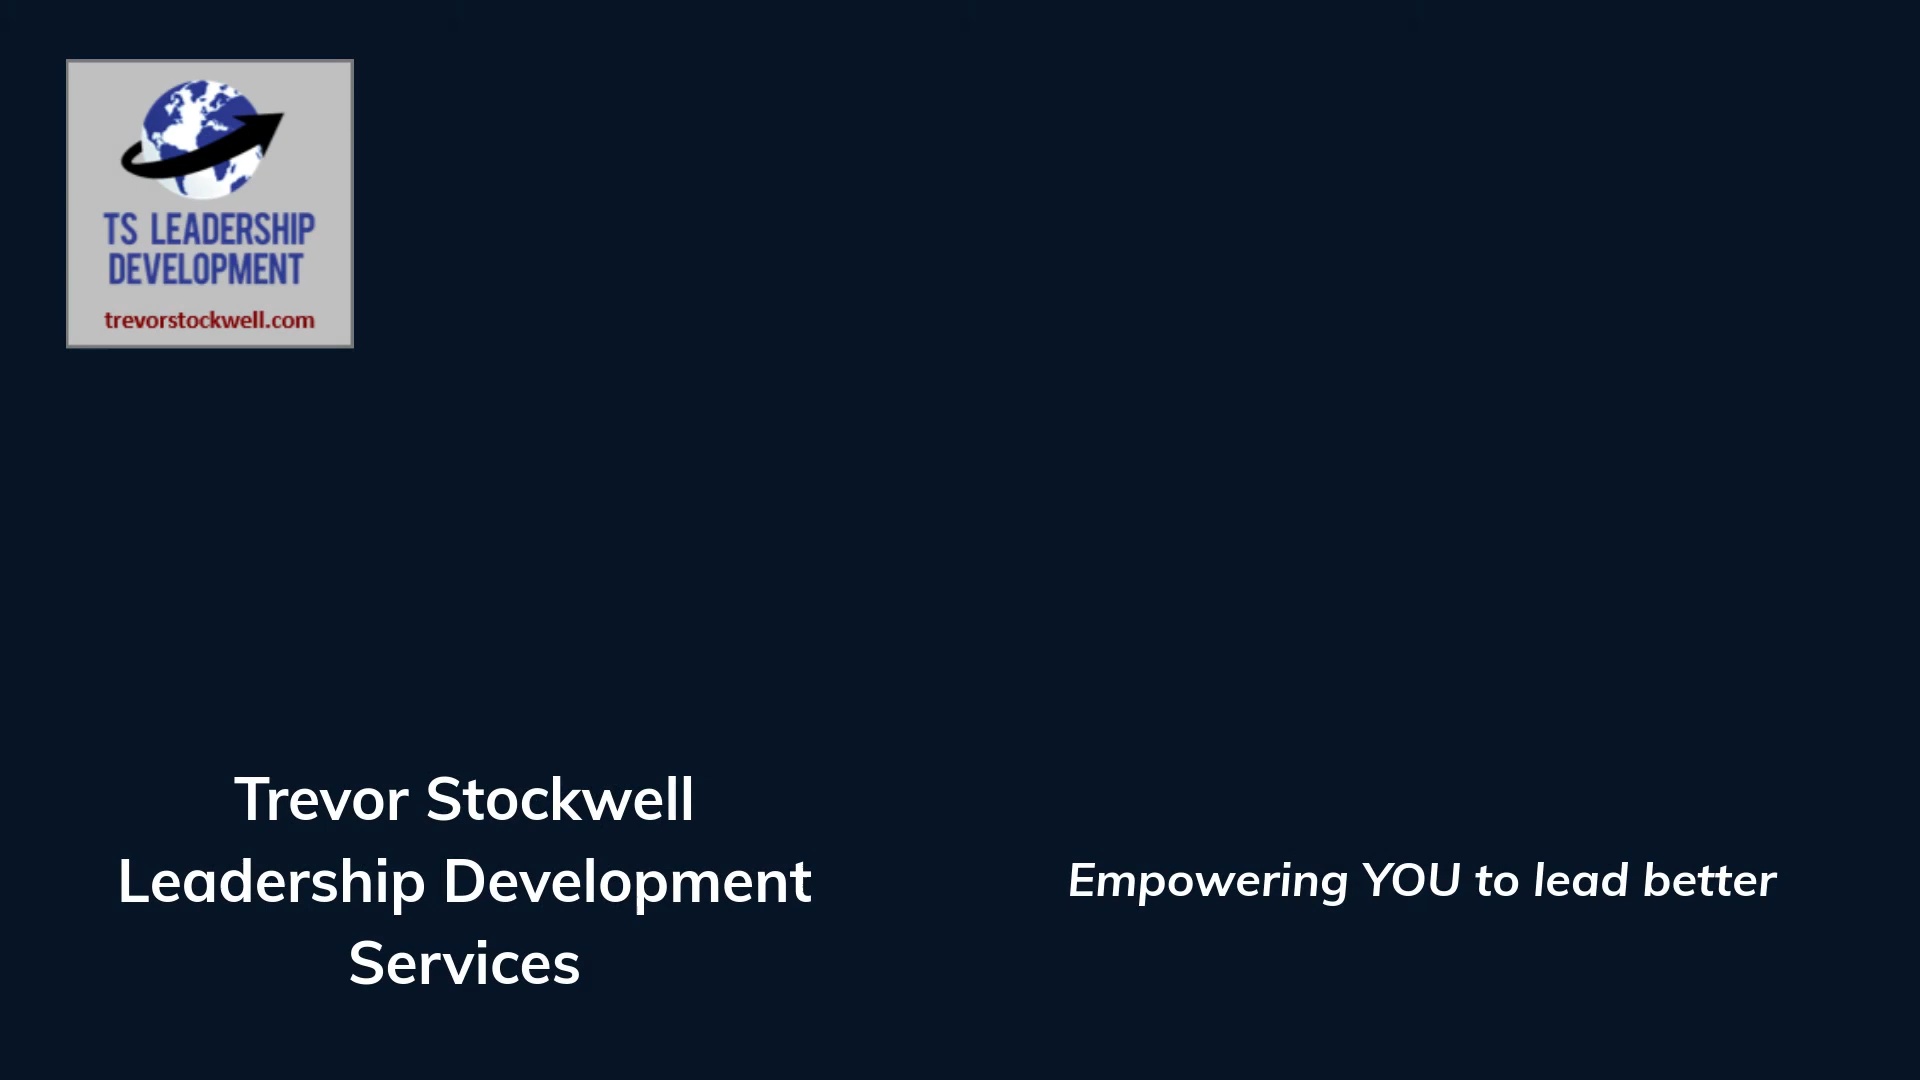 TS LEADERSHIP
DEVELOPMENT
trevorstockwell.com
Trevor Stockwell
Leadership Development
Services
Empowering YOU to lead better